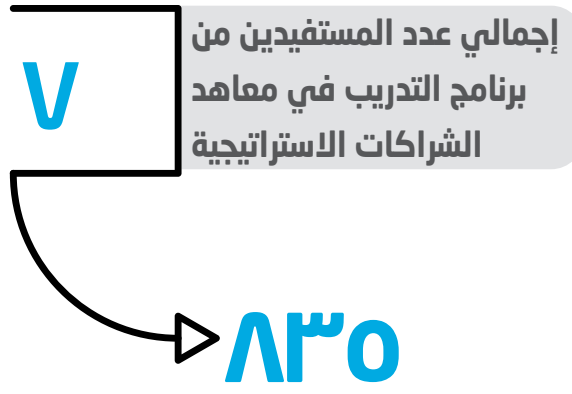 إجمالي عدد المستفيدين من
برنامج التدريب في معاهد
الشراكات الاستراتيجية
٧
٨٣٥